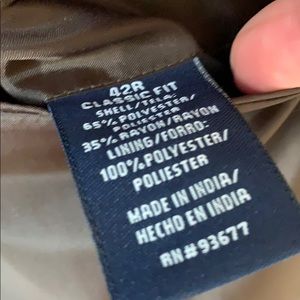 42R
CLASSIC FIT
SHELL/TELA:
65% POLYESTER/
POLIESTER
35% RAYON/RAYON
LINING/FORRO:
100% POLYESTER/
POLIESTER
MADE IN INDIA/
HECHO EN INDIA
RN#93677